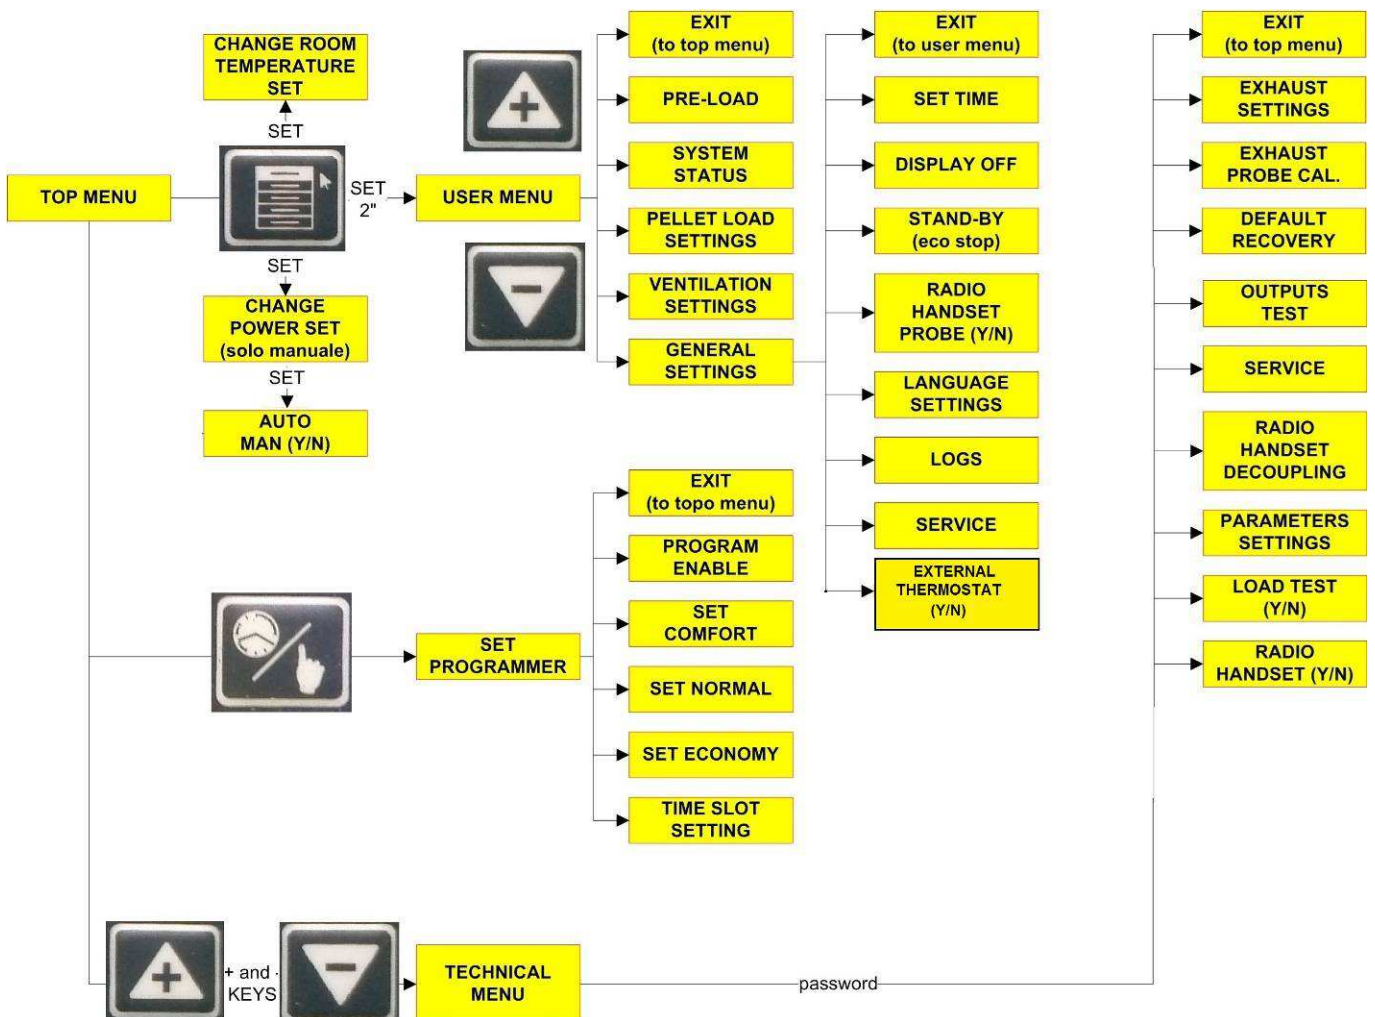 CHANGE ROOM
TEMPERATURE
SET
SET
TOP MENU
SET
2"
USER MENU
SET
CHANGE
POWER SET
(solo manuale)
SET
AUTO
MAN (Y/N)
+
-
EXIT
(to top menu)
PRE-LOAD
SYSTEM
STATUS
PELLET LOAD
SETTINGS
VENTILATION
SETTINGS
GENERAL
SETTINGS
EXIT
(to user menu)
SET TIME
DISPLAY OFF
STAND-BY
(eco stop)
RADIO
HANDSET
PROBE (Y/N)
LANGUAGE
SETTINGS
LOGS
SERVICE
EXTERNAL
THERMOSTAT
(Y/N)
SET
PROGRAMMER
EXIT
(to topo menu)
PROGRAM
ENABLE
SET
COMFORT
SET NORMAL
SET ECONOMY
TIME SLOT
SETTING
+
+ and -
KEYS
-
TECHNICAL
MENU
password
EXIT
(to top menu)
EXHAUST
SETTINGS
EXHAUST
PROBE CAL.
DEFAULT
RECOVERY
OUTPUTS
TEST
SERVICE
RADIO
HANDSET
DECOUPLING
PARAMETERS
SETTINGS
LOAD TEST
(Y/N)
RADIO
HANDSET (Y/N)